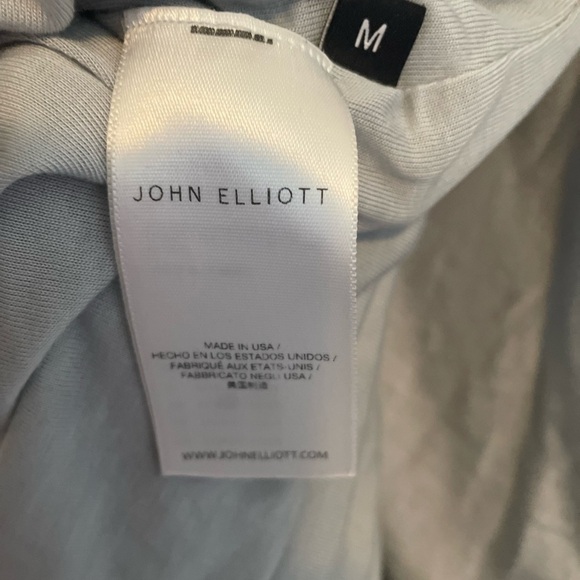 M
JOHN ELLIOTT
MADE IN USA /
HECHO EN LOS ESTADOS UNIDOS /
FABRIQUÉ AUX ETATS-UNIS /
FABBRICATO NEGLI USA /
美国制造
WWW.JOHNELLIOTT.COM